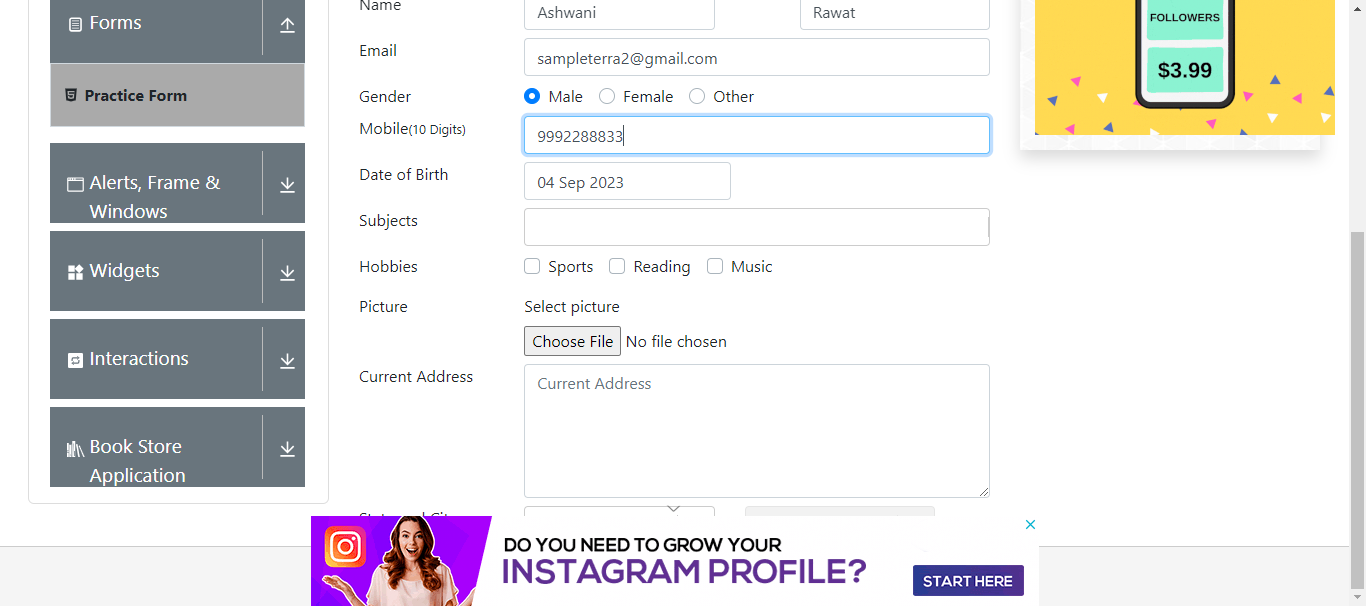 Forms
Practice Form
Alerts, Frame &
Windows
Widgets
Interactions
Book Store
Application
Name
Ashwani
Rawat
Email
sampleterra2@gmail.com
Gender
Male
Female
Other
Mobile(10 Digits)
9992288833
Date of Birth
04 Sep 2023
Subjects
Hobbies
Sports
Reading
Music
Picture
Select picture
Choose File No file chosen
Current Address
Current Address
FOLLOWERS
$3.99
DO YOU NEED TO GROW YOUR
INSTAGRAM PROFILE?
START HERE